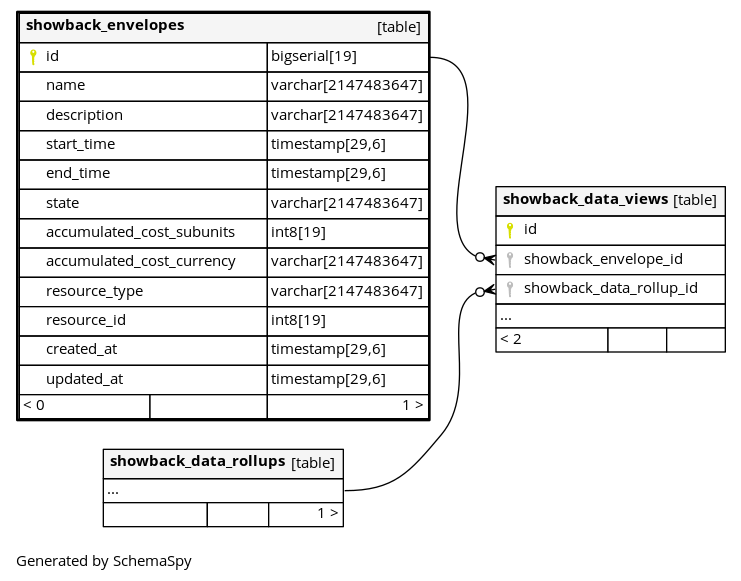 showback_envelopes [table]
id bigserial[19]
name varchar[2147483647]
description varchar[2147483647]
start_time timestamp[29,6]
end_time timestamp[29,6]
state varchar[2147483647]
accumulated_cost_subunits int8[19]
accumulated_cost_currency varchar[2147483647]
resource_type varchar[2147483647]
resource_id int8[19]
created_at timestamp[29,6]
updated_at timestamp[29,6]
< 0 1 >
showback_data_views [table]
id
showback_envelope_id
showback_data_rollup_id
...
< 2
showback_data_rollups [table]
...
1 >
Generated by SchemaSpy